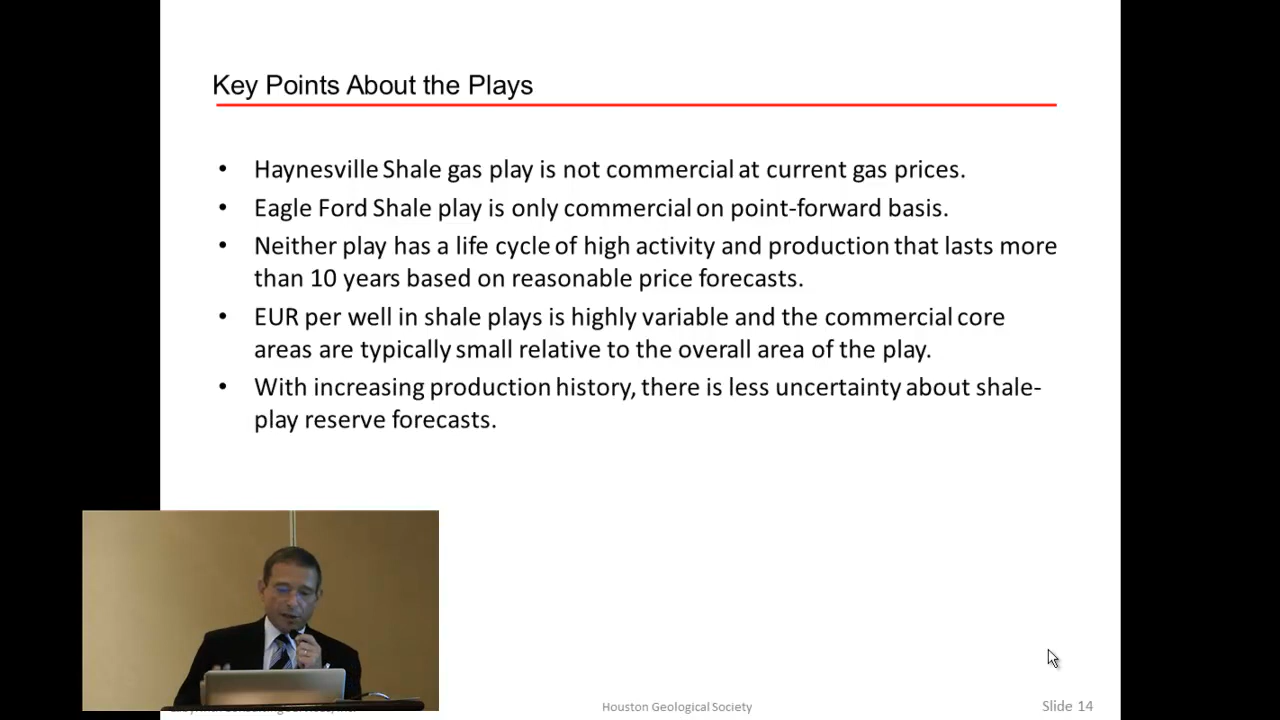 Key Points About the Plays
• Haynesville Shale gas play is not commercial at current gas prices.
• Eagle Ford Shale play is only commercial on point-forward basis.
• Neither play has a life cycle of high activity and production that lasts more
than 10 years based on reasonable price forecasts.
• EUR per well in shale plays is highly variable and the commercial core
areas are typically small relative to the overall area of the play.
• With increasing production history, there is less uncertainty about shale-
play reserve forecasts.
Houston Geological Society
Slide 14